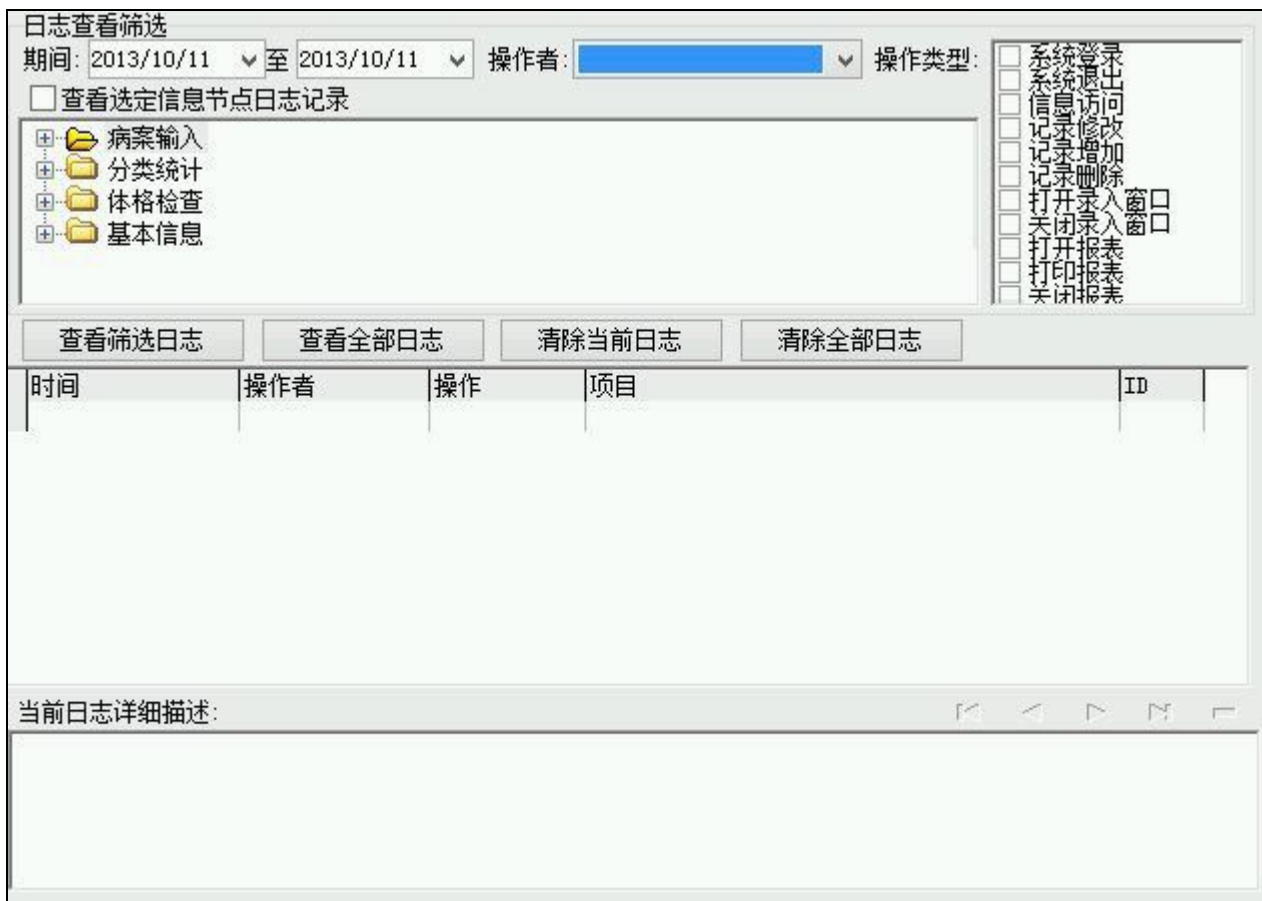 日志查看筛选
期间: 2013/10/11 至 2013/10/11 操作者: 操作类型:
系统登录
系统退出
信息访问
记录修改
记录增加
记录删除
打开录入窗口
关闭录入窗口
打开报表
打印报表
关闭报表
查看选定信息节点日志记录
病案输入
分类统计
体格检查
基本信息
查看筛选日志 查看全部日志 清除当前日志 清除全部日志
时间 操作者 操作 项目 ID
当前日志详细描述: